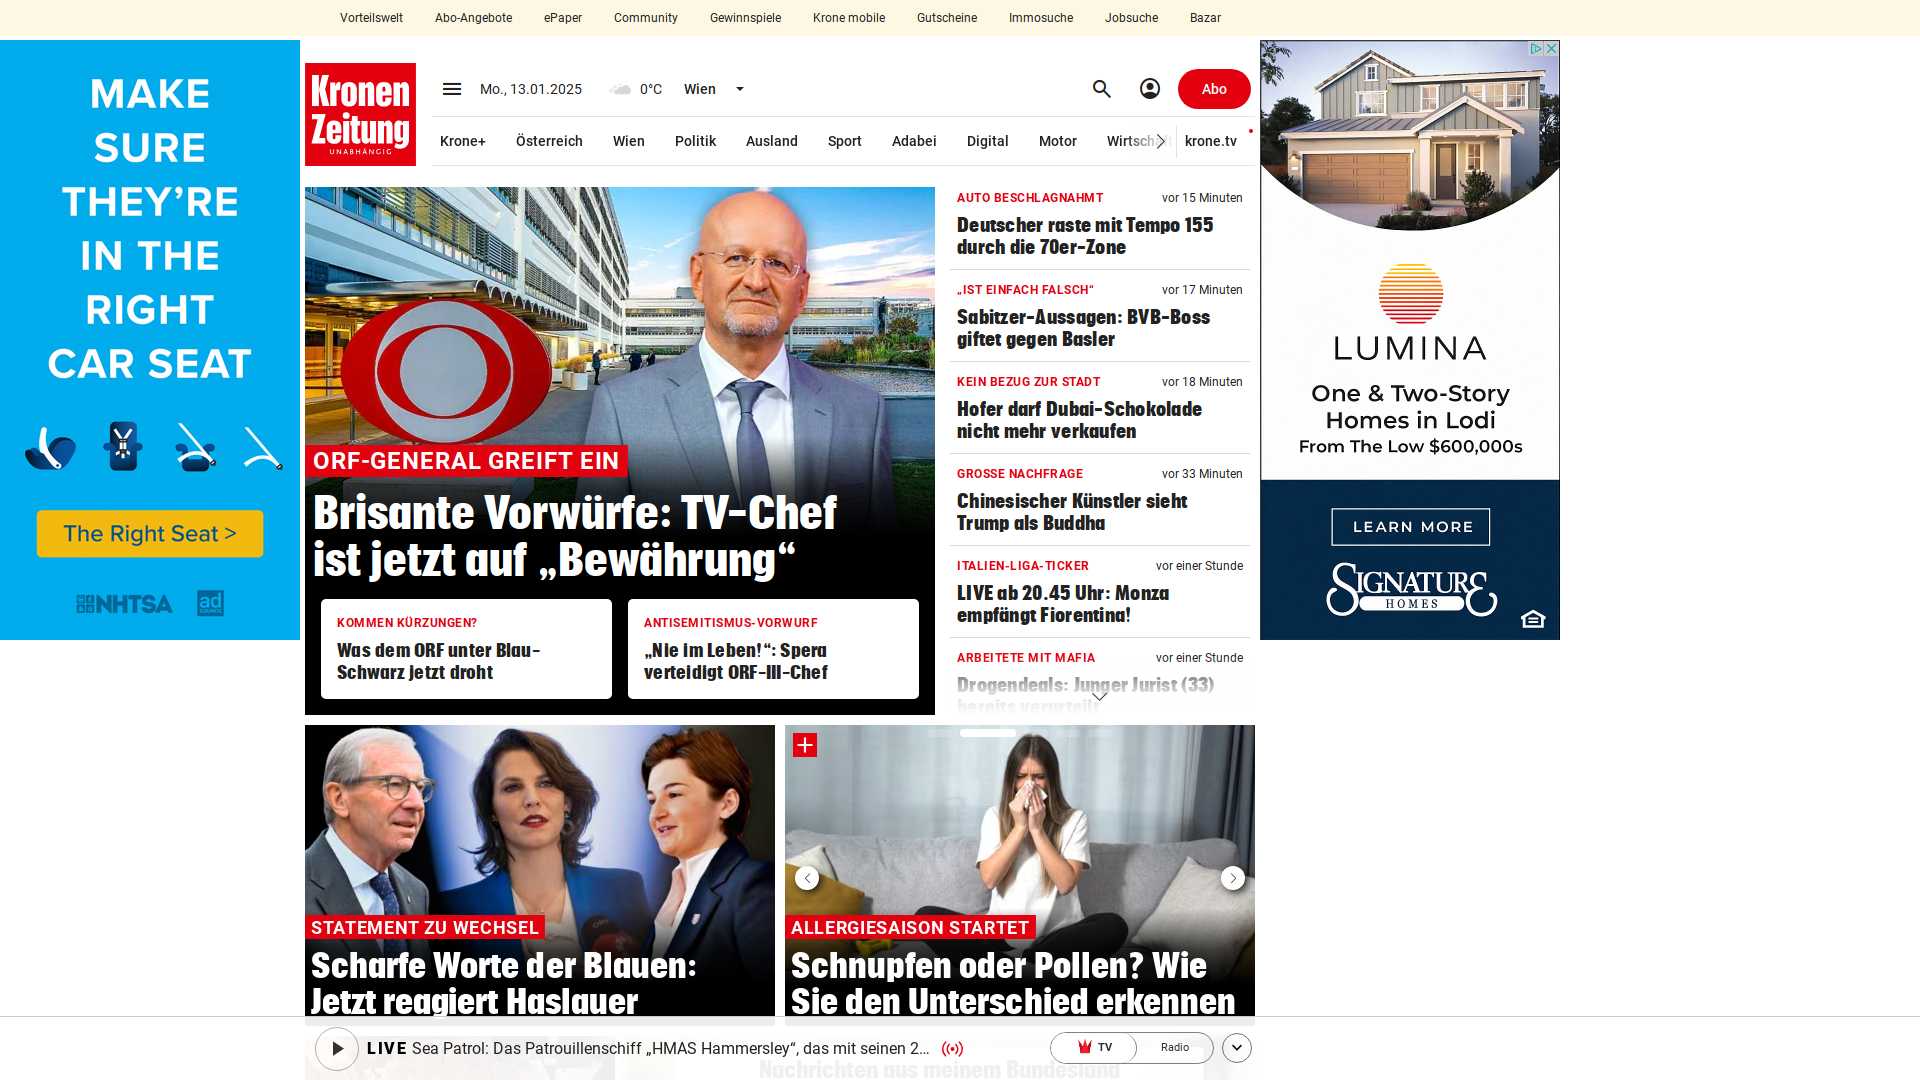 Vorteilswelt
Abo-Angebote
ePaper
Community
Gewinnspiele
Krone mobile
Gutscheine
Immosuche
Jobsuche
Bazar
MAKE
SURE
THEY'RE
IN THE
RIGHT
CAR SEAT
The Right Seat >
NHTSA
ad
Kronen
Zeitung
UNABHÄNGIG
Mo., 13.01.2025
0°C
Wien
Abo
Krone+
Österreich
Wien
Politik
Ausland
Sport
Adabei
Digital
Motor
Wirtschaft
krone.tv
ORF-GENERAL GREIFT EIN
Brisante Vorwürfe: TV-Chef
ist jetzt auf „Bewährung“
KOMMEN KÜRZUNGEN?
Was dem ORF unter Blau-
Schwarz jetzt droht
ANTISEMITISMUS-VORWURF
„Nie im Leben!“: Spera
verteidigt ORF-III-Chef
AUTO BESCHLAGNAHMT
vor 15 Minuten
Deutscher raste mit Tempo 155
durch die 70er-Zone
„IST EINFACH FALSCH“
vor 17 Minuten
Sabitzer-Aussagen: BVB-Boss
giftet gegen Basler
KEIN BEZUG ZUR STADT
vor 18 Minuten
Hofer darf Dubai-Schokolade
nicht mehr verkaufen
GROSSE NACHFRAGE
vor 33 Minuten
Chinesischer Künstler sieht
Trump als Buddha
ITALIEN-LIGA-TICKER
vor einer Stunde
LIVE ab 20.45 Uhr: Monza
empfängt Fiorentina!
ARBEITETE MIT MAFIA
vor einer Stunde
Drogendeals: Junger Jurist (33)
bereits verurteilt
LUMINA
One & Two-Story
Homes in Lodi
From The Low $600,000s
LEARN MORE
SIGNATURE
HOMES
STATEMENT ZU WECHSEL
Scharfe Worte der Blauen:
Jetzt reagiert Haslauer
ALLERGIESAISON STARTET
Schnupfen oder Pollen? Wie
Sie den Unterschied erkennen
LIVE Sea Patrol: Das Patrouillenschiff „HMAS Hammersley“, das mit seinen 2...
TV
Radio
Nachrichten aus meinem Bundesland